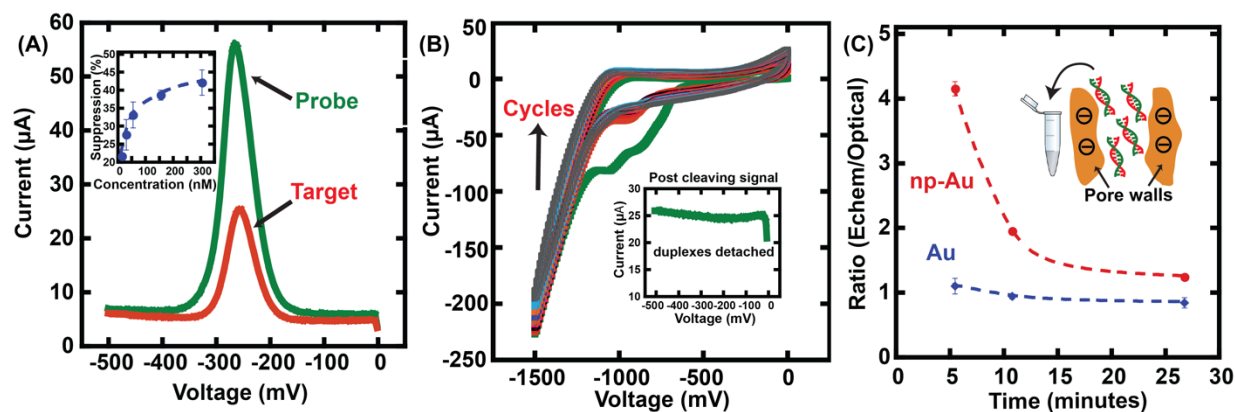 (A)
60
50
40
30
20
10
0
Current (µA)
-500 -400 -300 -200 -100 0
Voltage (mV)
Probe
Target
50
45
40
35
30
25
20
Suppression (%)
0 50 100 150 200 250 300
Concentration (nM)
(B)
50
0
-50
-100
-150
-200
-250
Current (µA)
-1500 -1000 -500 0
Voltage (mV)
Cycles
Post cleaving signal
35
30
25
20
15
10
Current (µA)
duplexes detached
-500 -400 -300 -200 -100 0
Voltage (mV)
(C)
5
4
3
2
1
0
Ratio (Echem/Optical)
0 5 10 15 20 25 30
Time (minutes)
np-Au
Au
Pore walls